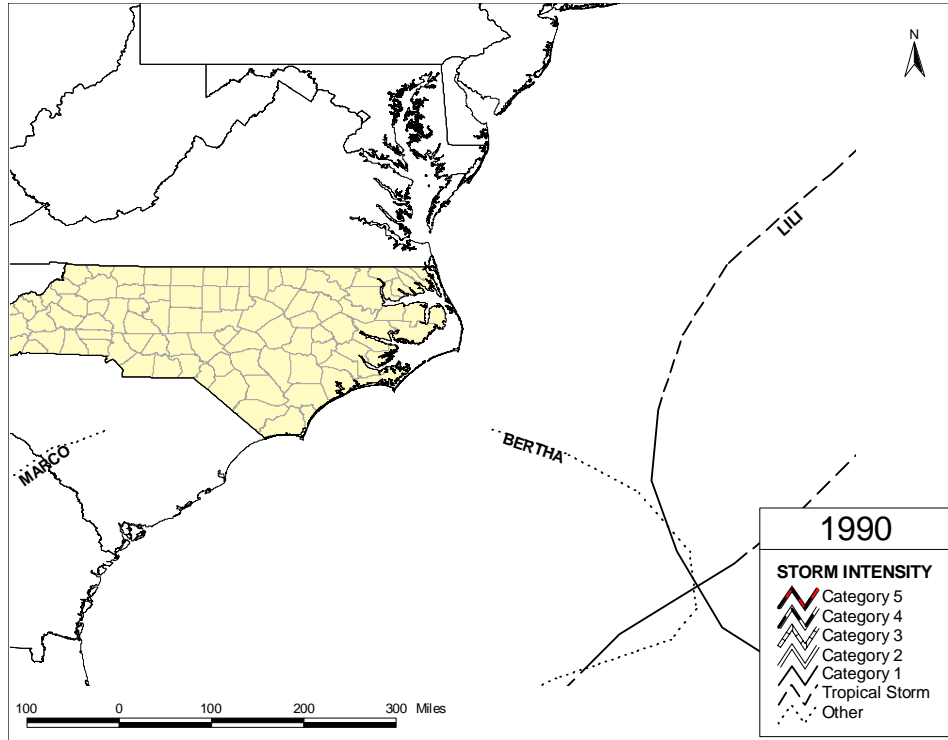 N
LILI
BERTHA
MARCO
1990
STORM INTENSITY
Category 5
Category 4
Category 3
Category 2
Category 1
Tropical Storm
Other
100 0 100 200 300 Miles